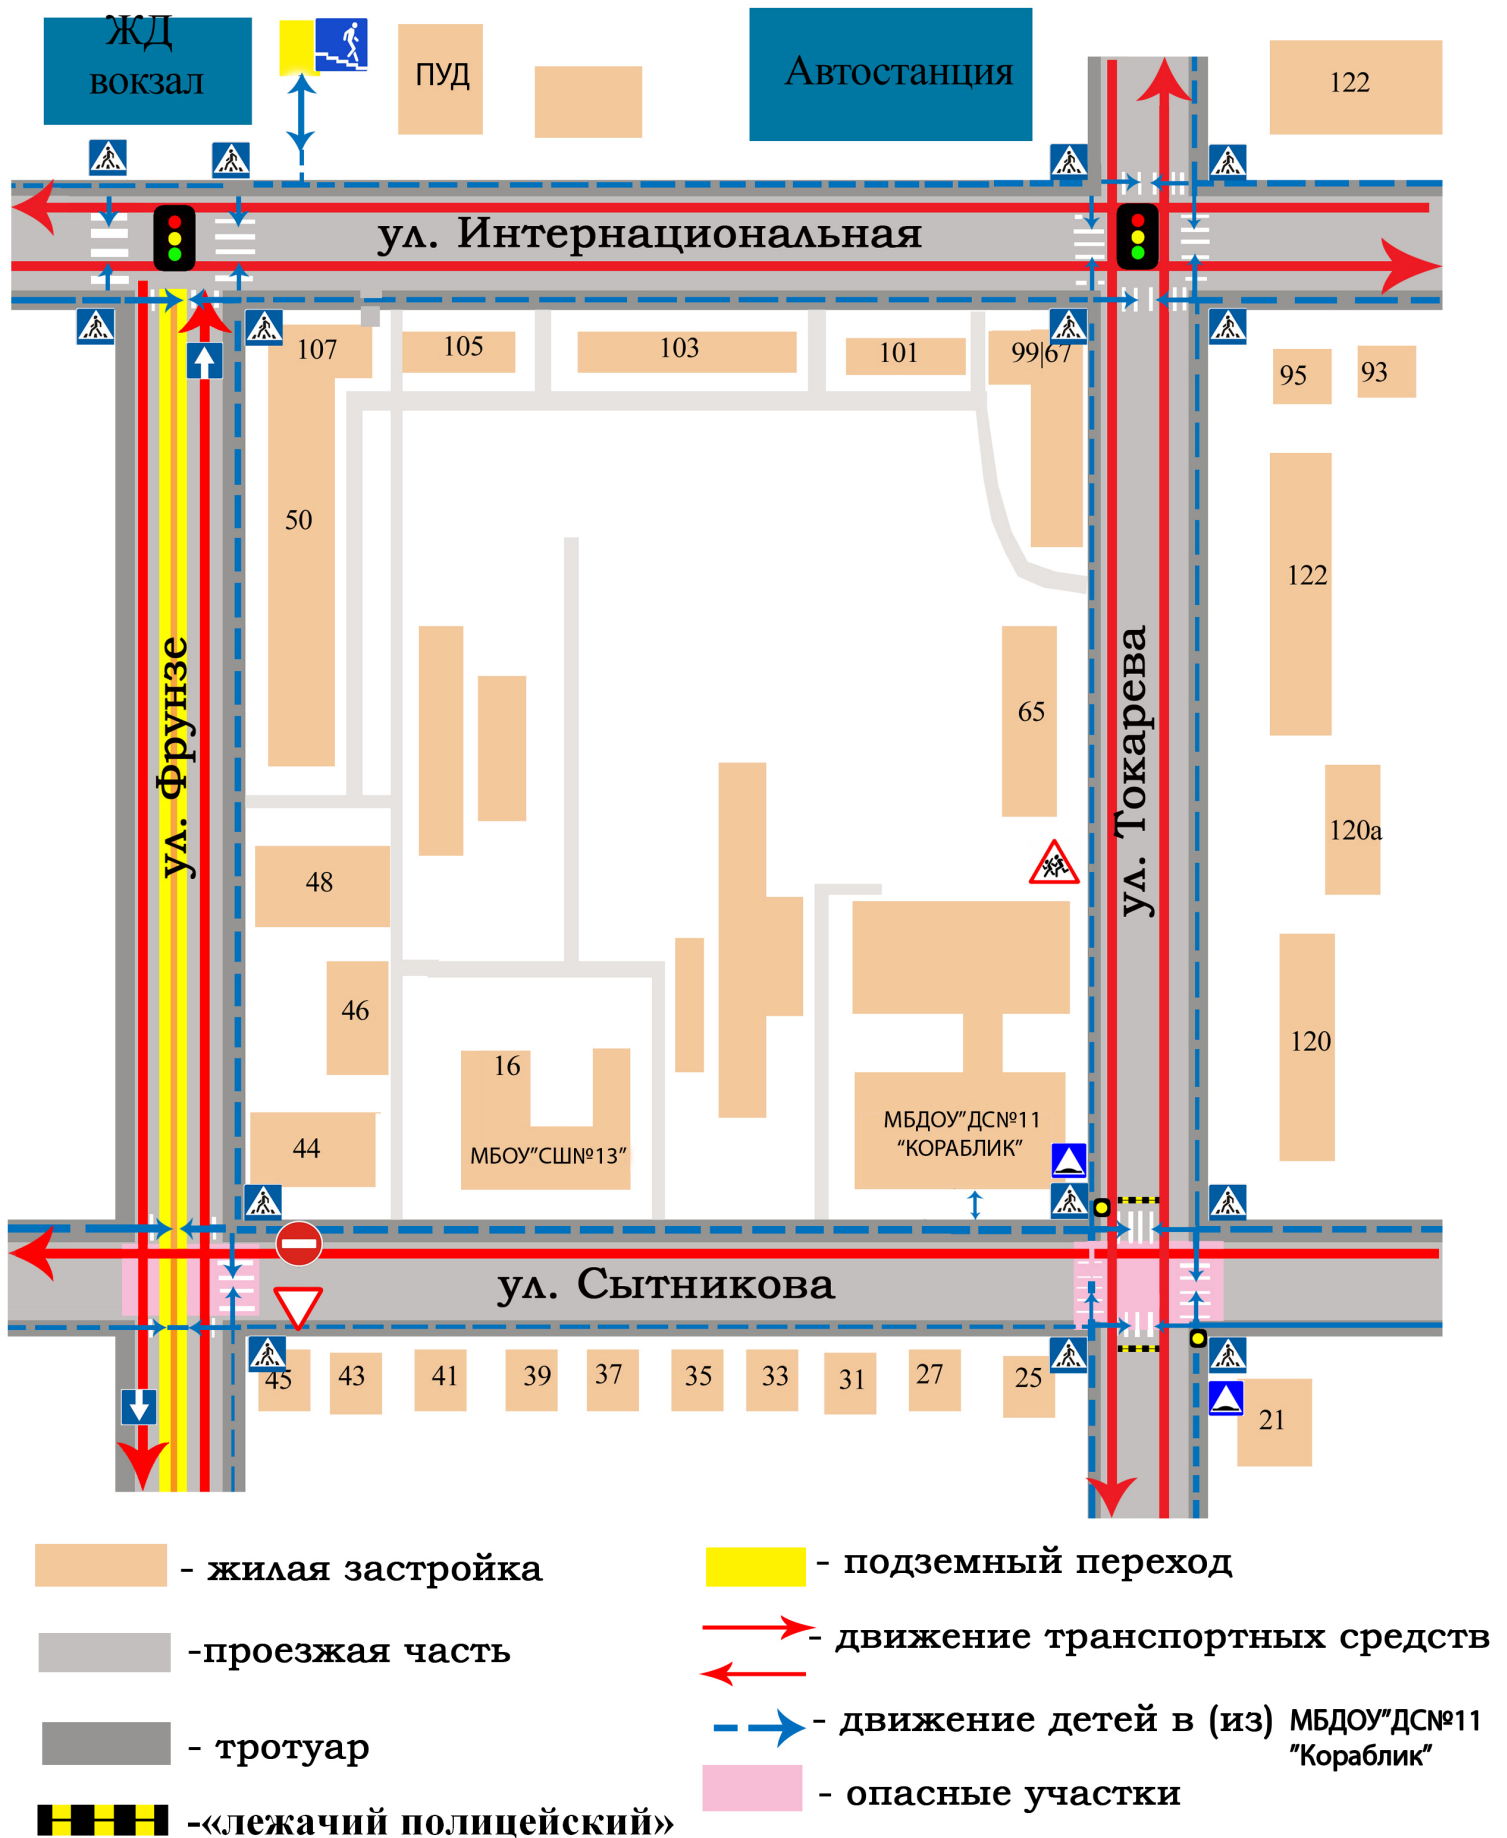 ЖД
вокзал
ПУД
Автостанция
122
ул. Интернациональная
107
105
103
101
99|67
95
93
50
122
ул. Фрунзе
ул. Токарева
65
120а
48
46
120
16
МБДОУ"ДС№11
"КОРАБЛИК"
44
МБОУ"СШ№13"
ул. Сытникова
45
43
41
39
37
35
33
31
27
25
21
- жилая застройка
-проезжая часть
- тротуар
-«лежачий полицейский»
- подземный переход
- движение транспортных средств
- движение детей в (из) МБДОУ"ДС№11
"Кораблик"
- опасные участки